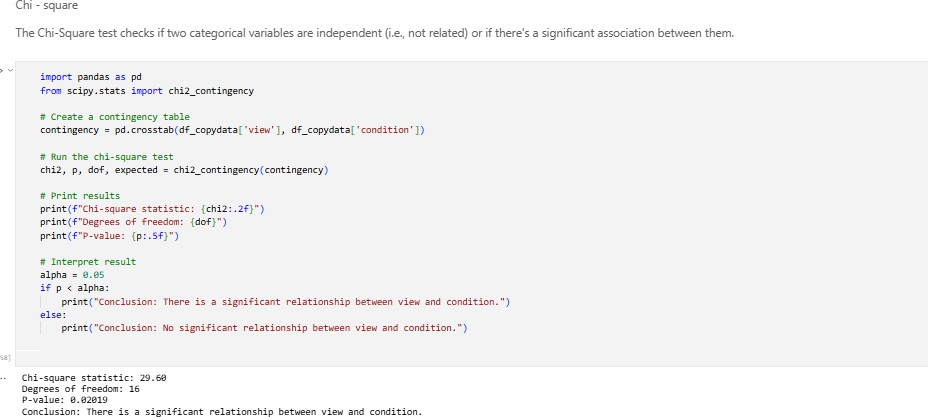 Chi - square
The Chi-Square test checks if two categorical variables are independent (i.e., not related) or if there's a significant association between them.
import pandas as pd
from scipy.stats import chi2_contingency
# Create a contingency table
contingency = pd.crosstab(df_copydata['view'], df_copydata['condition'])
# Run the chi-square test
chi2, p, dof, expected = chi2_contingency(contingency)
# Print results
print(f"Chi-square statistic: {chi2:.2f}")
print(f"Degrees of freedom: {dof}")
print(f"P-value: {p:.5f}")
# Interpret result
alpha = 0.05
if p < alpha:
    print("Conclusion: There is a significant relationship between view and condition.")
else:
    print("Conclusion: No significant relationship between view and condition.")
58]
Chi-square statistic: 29.60
Degrees of freedom: 16
P-value: 0.02019
Conclusion: There is a significant relationship between view and condition.